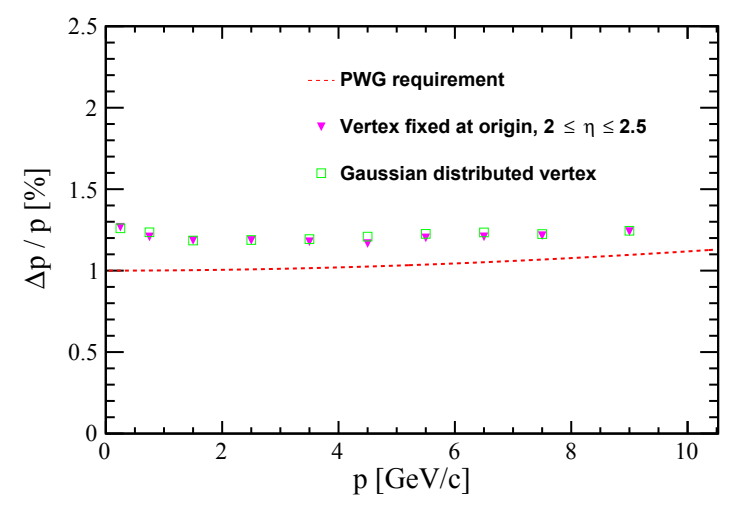 2.5
2
1.5
1
0.5
0
Δp / p [%]
PWG requirement
Vertex fixed at origin, 2 ≤ η ≤ 2.5
Gaussian distributed vertex
0 2 4 6 8 10
p [GeV/c]